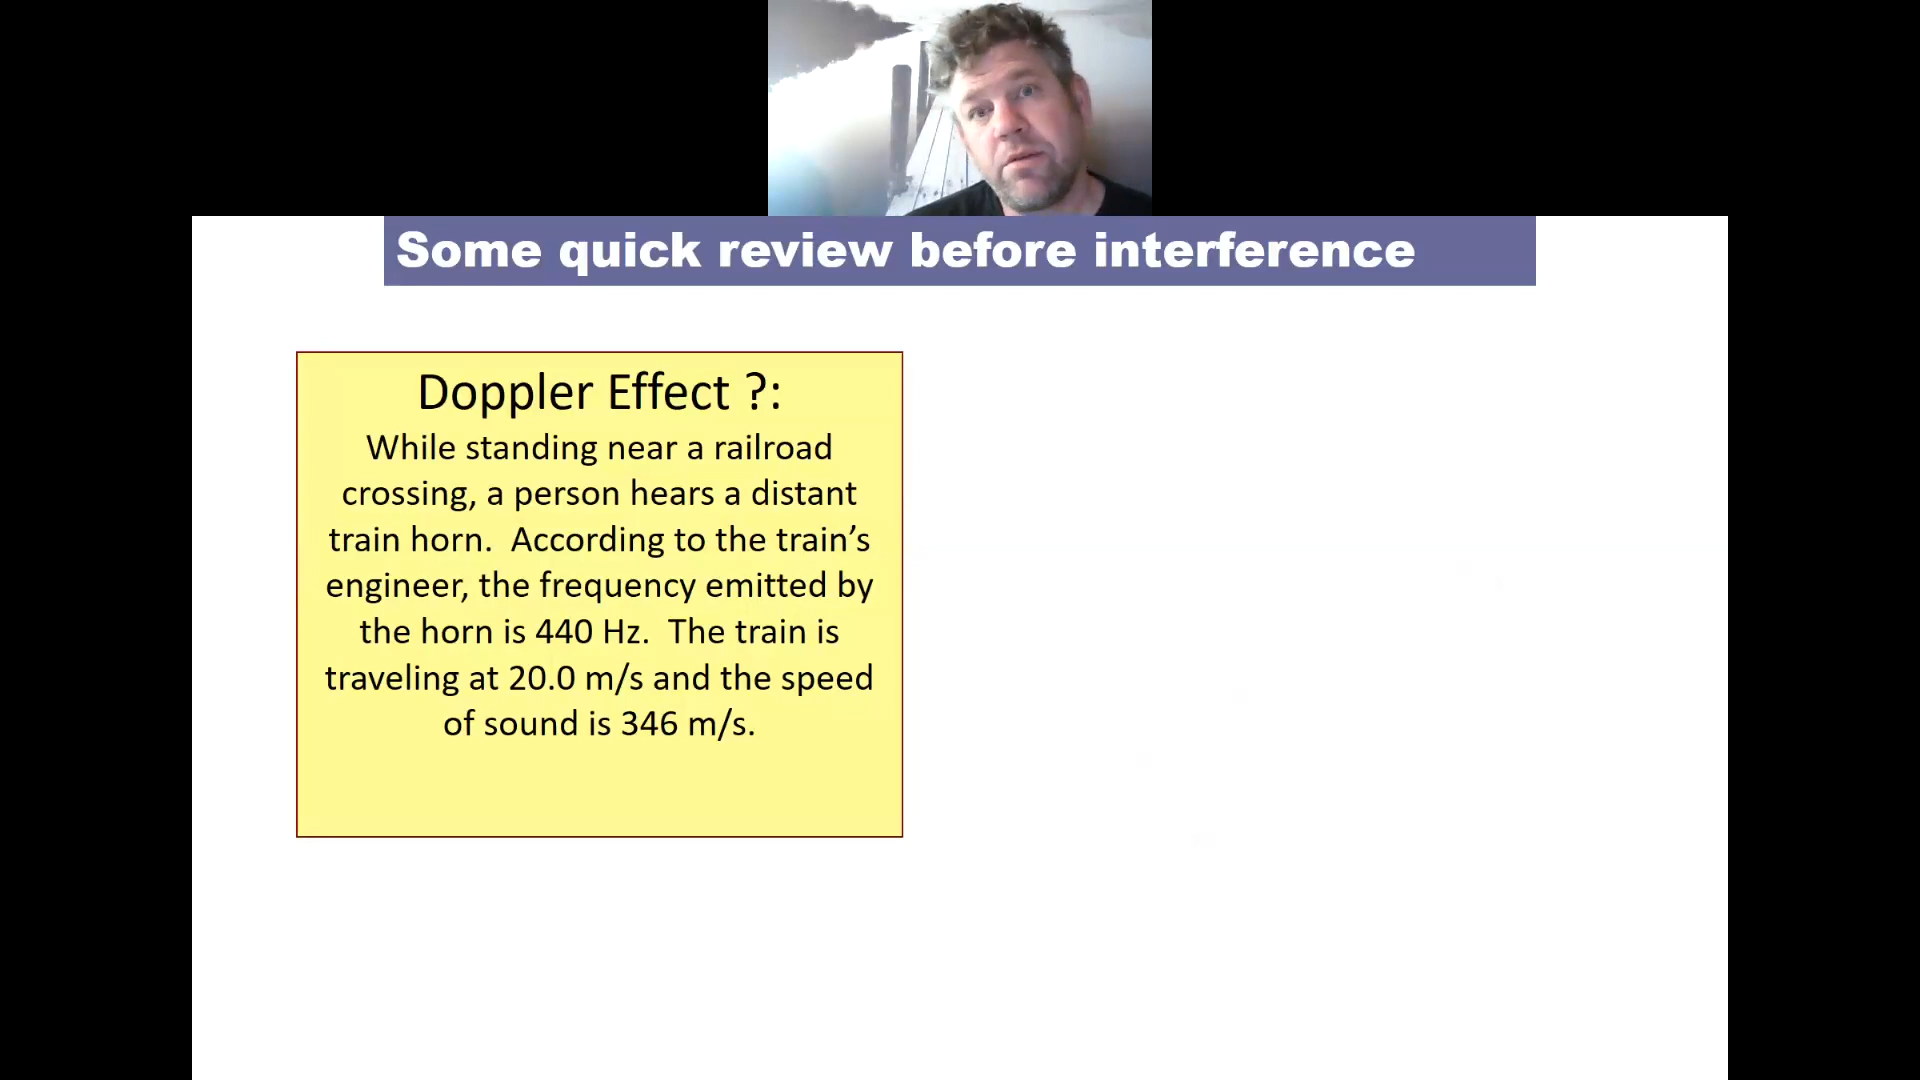 Some quick review before interference
Doppler Effect ?:
While standing near a railroad
crossing, a person hears a distant
train horn.  According to the train’s
engineer, the frequency emitted by
the horn is 440 Hz.  The train is
traveling at 20.0 m/s and the speed
of sound is 346 m/s.